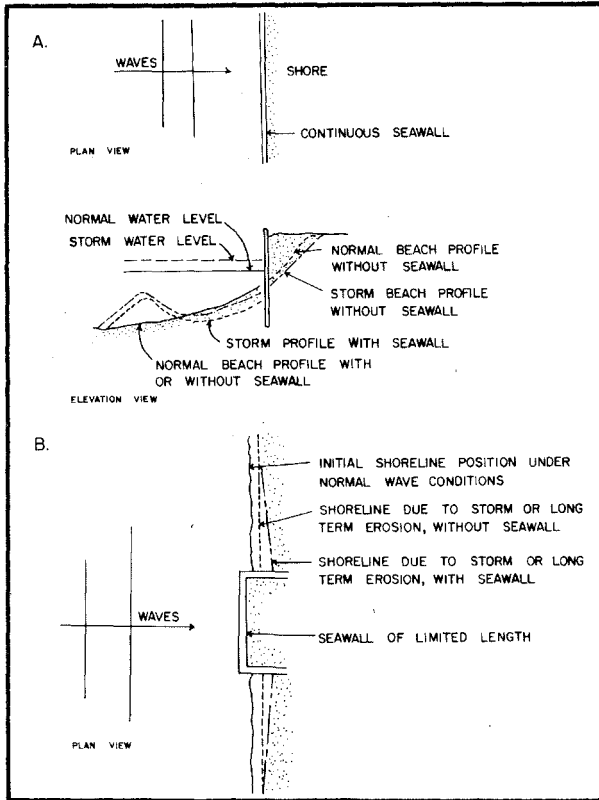 A.
WAVES
SHORE
CONTINUOUS SEAWALL
PLAN VIEW
NORMAL WATER LEVEL
STORM WATER LEVEL
NORMAL BEACH PROFILE
WITHOUT SEAWALL
STORM BEACH PROFILE
WITHOUT SEAWALL
STORM PROFILE WITH SEAWALL
NORMAL BEACH PROFILE WITH
OR WITHOUT SEAWALL
ELEVATION VIEW
B.
INITIAL SHORELINE POSITION UNDER
NORMAL WAVE CONDITIONS
SHORELINE DUE TO STORM OR LONG
TERM EROSION, WITHOUT SEAWALL
SHORELINE DUE TO STORM OR LONG
TERM EROSION, WITH SEAWALL
WAVES
SEAWALL OF LIMITED LENGTH
PLAN VIEW